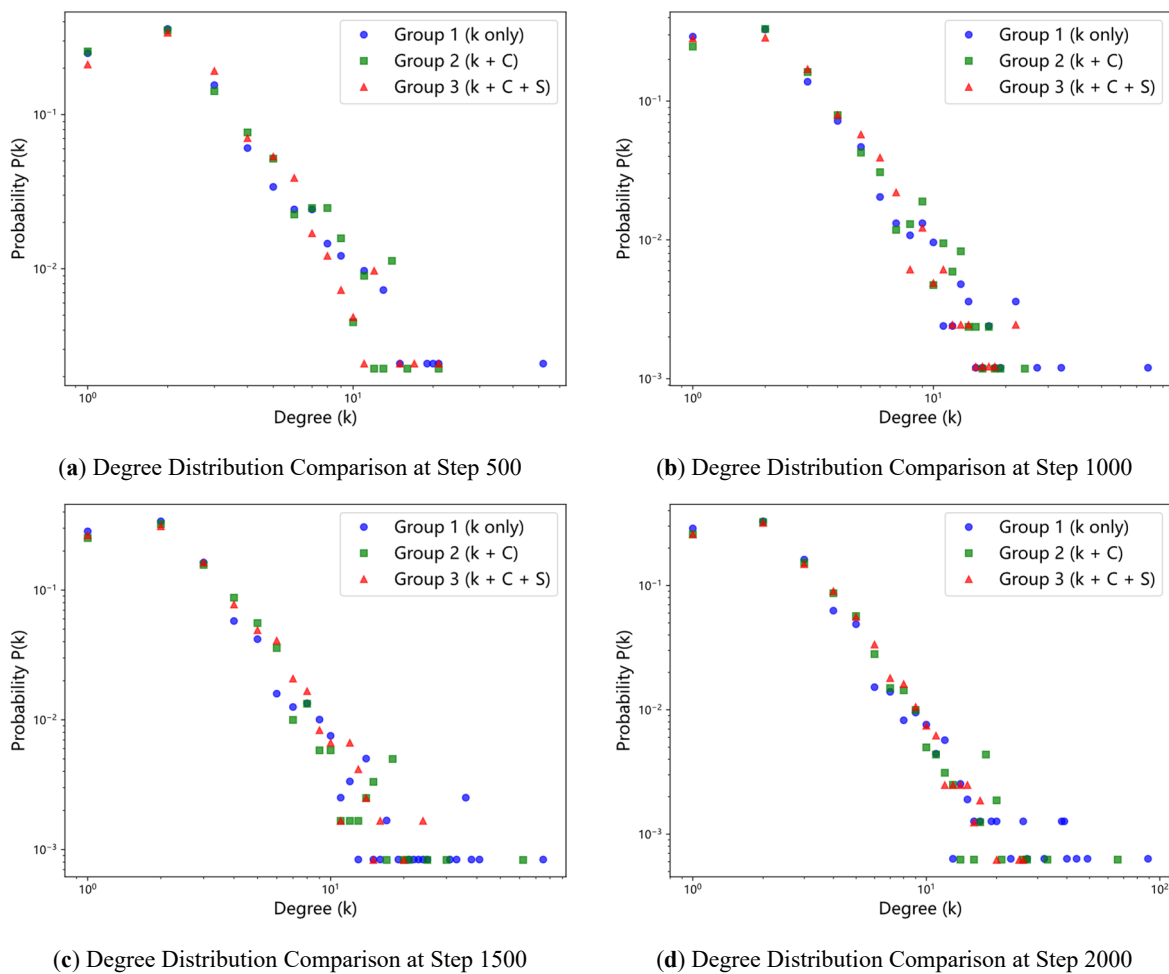 Group 1 (k only)
Group 2 (k + C)
Group 3 (k + C + S)
Probability P(k)
10⁻¹
10⁻²
10⁰
10¹
Degree (k)
(a) Degree Distribution Comparison at Step 500
Group 1 (k only)
Group 2 (k + C)
Group 3 (k + C + S)
Probability P(k)
10⁻¹
10⁻²
10⁻³
10⁰
10¹
Degree (k)
(b) Degree Distribution Comparison at Step 1000
Group 1 (k only)
Group 2 (k + C)
Group 3 (k + C + S)
Probability P(k)
10⁻¹
10⁻²
10⁻³
10⁰
10¹
Degree (k)
(c) Degree Distribution Comparison at Step 1500
Group 1 (k only)
Group 2 (k + C)
Group 3 (k + C + S)
Probability P(k)
10⁻¹
10⁻²
10⁻³
10⁰
10¹
10²
Degree (k)
(d) Degree Distribution Comparison at Step 2000